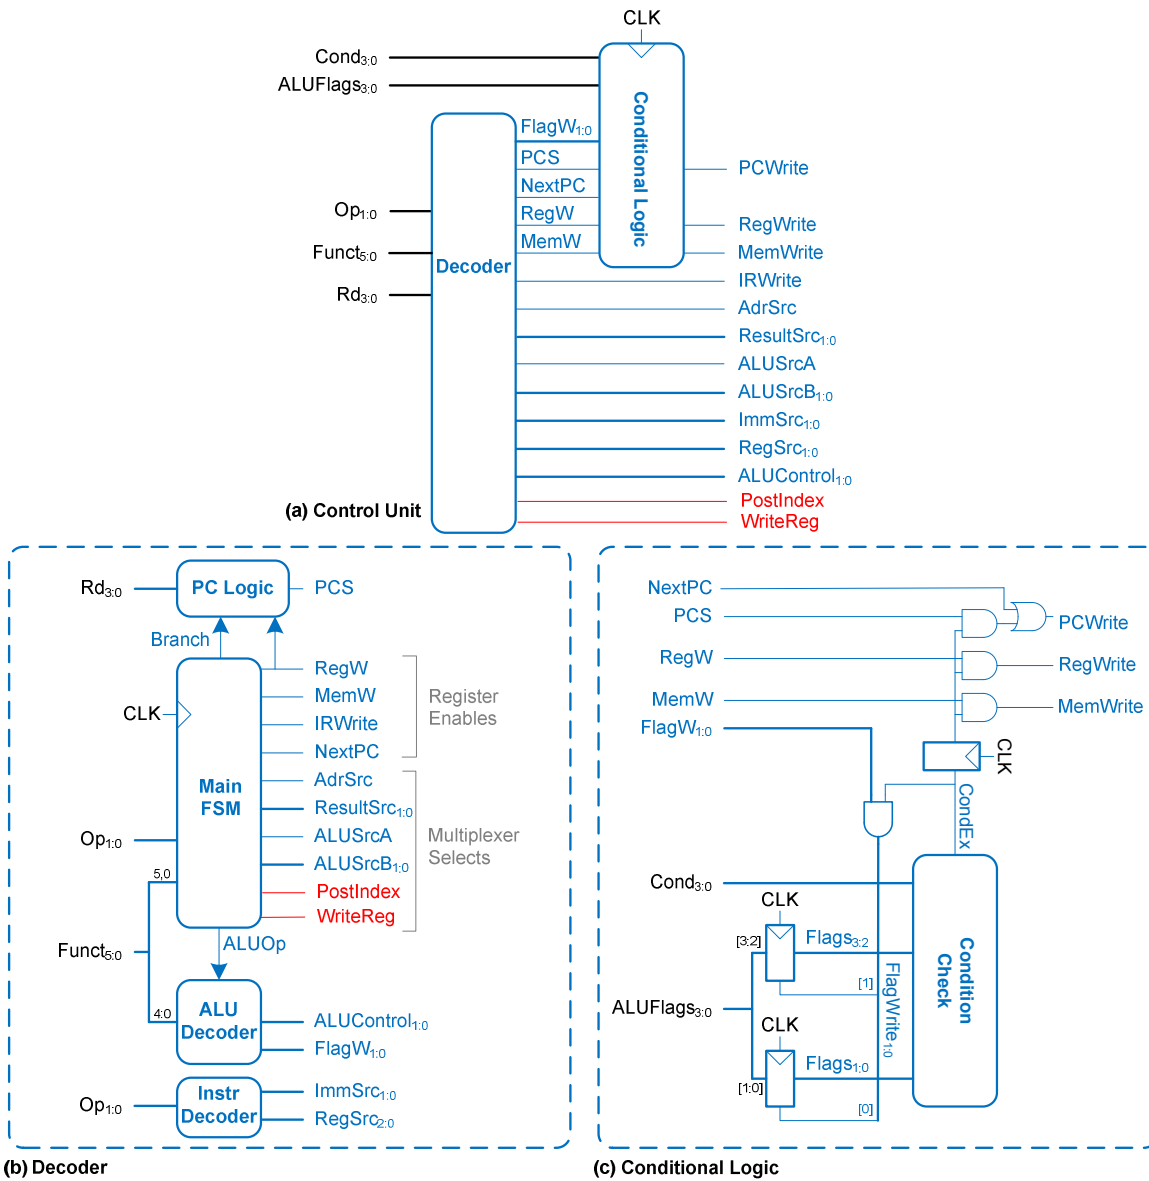 CLK
Cond3:0
ALUFlags3:0
Conditional Logic
FlagW1:0
PCS
NextPC
RegW
MemW
Op1:0
Funct5:0
Rd3:0
Decoder
PCWrite
RegWrite
MemWrite
IRWrite
AdrSrc
ResultSrc1:0
ALUSrcA
ALUSrcB1:0
ImmSrc1:0
RegSrc1:0
ALUControl1:0
PostIndex
WriteReg
(a) Control Unit
Rd3:0
PC Logic
PCS
Branch
CLK
Main
FSM
RegW
MemW
IRWrite
NextPC
Register
Enables
AdrSrc
ResultSrc1:0
ALUSrcA
ALUSrcB1:0
PostIndex
WriteReg
Multiplexer
Selects
Op1:0
5,0
Funct5:0
ALUOp
4:0
ALU
Decoder
ALUControl1:0
FlagW1:0
Op1:0
Instr
Decoder
ImmSrc1:0
RegSrc2:0
(b) Decoder
NextPC
PCS
RegW
MemW
FlagW1:0
PCWrite
RegWrite
MemWrite
CLK
CondEx
Cond3:0
CLK
[3:2]
Flags3:2
[1]
ALUFlags3:0
FlagWrite1:0
CLK
[1:0]
Flags1:0
[0]
Condition
Check
(c) Conditional Logic